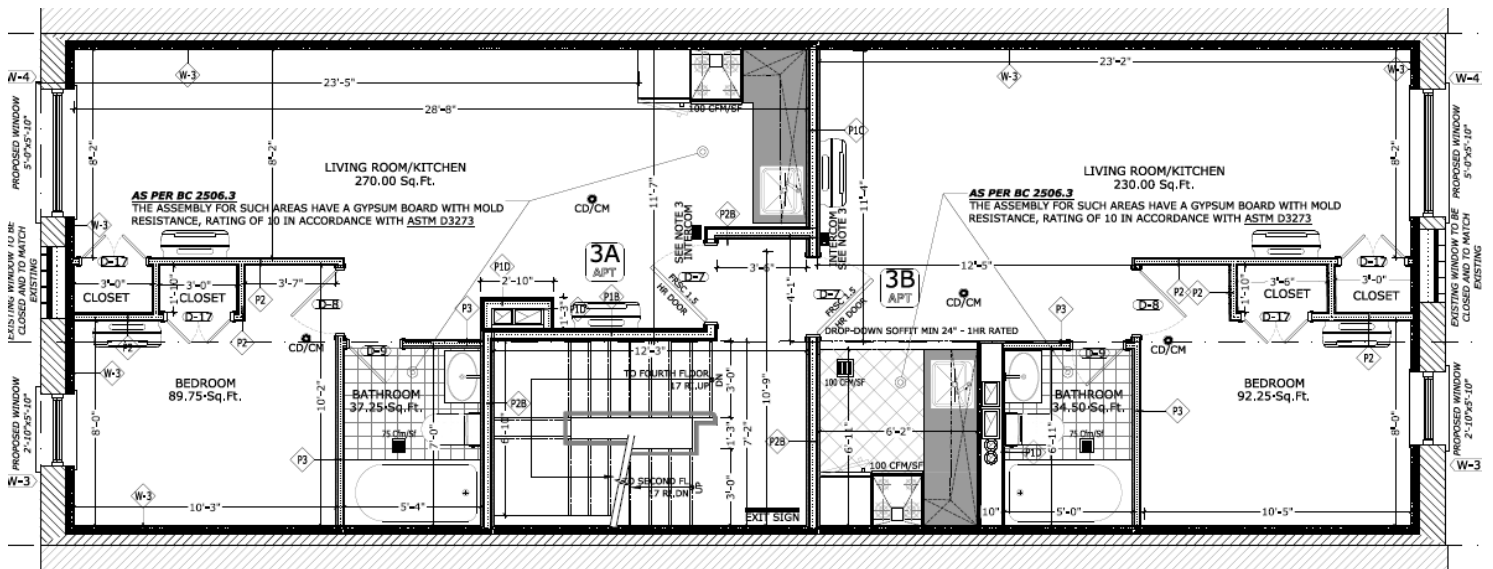 W-4
PROPOSED WINDOW
5'-0"x5'-10"
EXISTING WINDOW TO BE
CLOSED AND TO MATCH
EXISTING
PROPOSED WINDOW
2'-10"x5'-10"
W-3
W-3
23'-5"
28'-8"
8'-2"
8'-2"
LIVING ROOM/KITCHEN
270.00 Sq.Ft.
AS PER BC 2506.3
THE ASSEMBLY FOR SUCH AREAS HAVE A GYPSUM BOARD WITH MOLD
RESISTANCE, RATING OF 10 IN ACCORDANCE WITH ASTM D3273
CD/CM
11'-7"
100 CFM/SF
P2B
SEE NOTE 3
INTERCOM
3A
APT
D-7
FRSC 1.5
HR DOOR
3'-6"
W-3
D-17
3'-0"
CLOSET
3'-0"
1'-10"
CLOSET
D-17
3'-7"
P2
P2
P2
D-8
CD/CM
P1D
2'-10"
1'-3"
P1D
P1B
P3
W-3
BEDROOM
89.75 Sq.Ft.
8'-0"
10'-2"
W-3
10'-3"
P3
D-9
BATHROOM
37.25 Sq.Ft.
75 Cfm/Sf
7'-0"
5'-4"
P2B
12'-3"
TO FOURTH FLOOR
17 R.,UP
DN
3'-0"
6'-10"
1'-3"
7'-2"
TO SECOND FL.
17 R.,DN
UP
3'-0"
10'-9"
4'-1"
P2B
EXIT SIGN
P1C
11'-4"
23'-2"
W-3
W-3
8'-2"
LIVING ROOM/KITCHEN
230.00 Sq.Ft.
AS PER BC 2506.3
THE ASSEMBLY FOR SUCH AREAS HAVE A GYPSUM BOARD WITH MOLD
RESISTANCE, RATING OF 10 IN ACCORDANCE WITH ASTM D3273
INTERCOM
SEE NOTE 3
3B
APT
D-7
FRSC 1.5
HR DOOR
12'-5"
CD/CM
DROP-DOWN SOFFIT MIN 24" - 1HR RATED
100 CFM/SF
6'-2"
6'-11"
100 CFM/SF
10"
P3
D-9
BATHROOM
34.50 Sq.Ft.
75 Cfm/Sf
6'-11"
P1D
5'-0"
D-8
CD/CM
P2
P2
1'-10"
3'-6"
CLOSET
D-17
D-17
3'-0"
CLOSET
P2
BEDROOM
92.25 Sq.Ft.
P3
8'-0"
10'-5"
W-4
PROPOSED WINDOW
5'-0"x5'-10"
EXISTING WINDOW TO BE
CLOSED AND TO MATCH
EXISTING
PROPOSED WINDOW
2'-10"x5'-10"
W-3